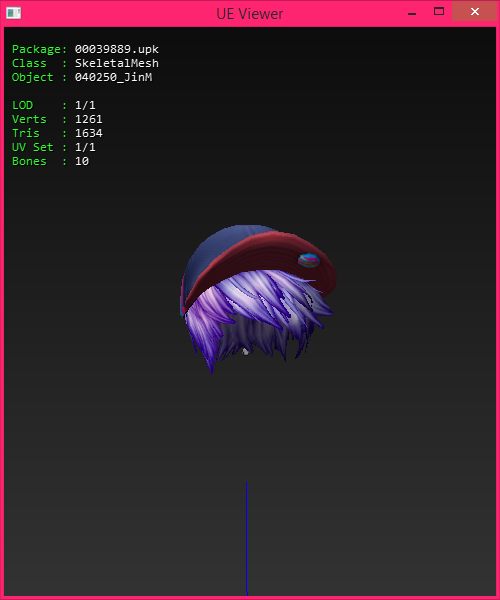 UE Viewer
Package: 00039889.upk
Class : SkeletalMesh
Object : 040250_JinM
LOD : 1/1
Verts : 1261
Tris : 1634
UV Set : 1/1
Bones : 10